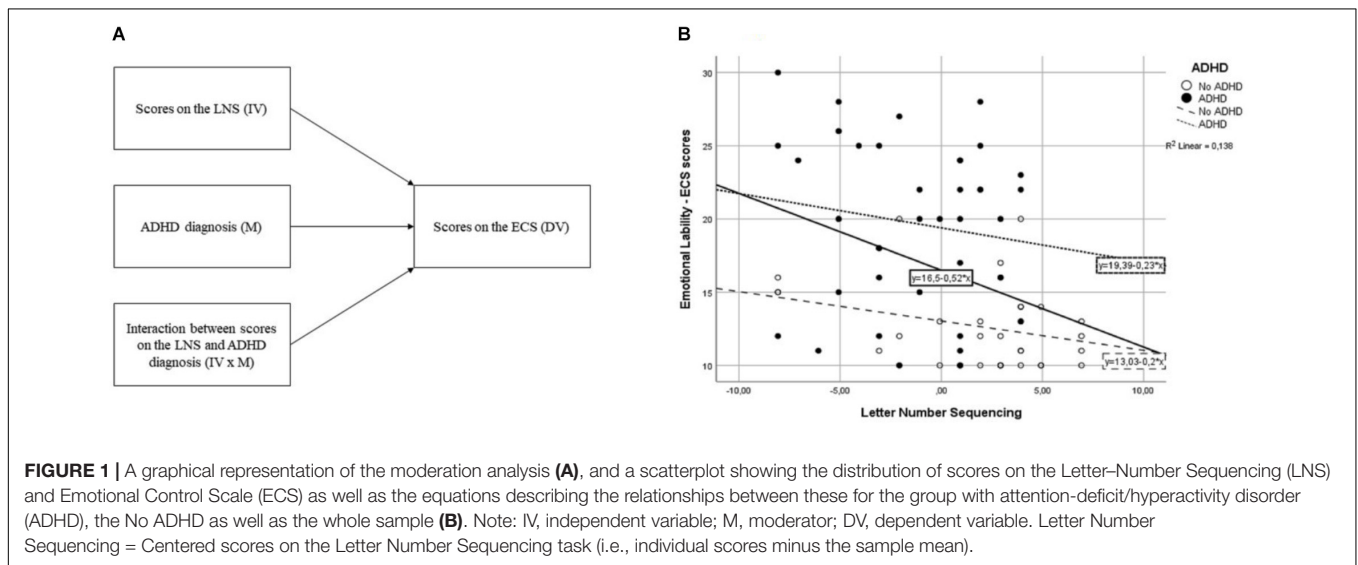 A
Scores on the LNS (IV)
ADHD diagnosis (M)
Interaction between scores
on the LNS and ADHD
diagnosis (IV x M)
Scores on the ECS (DV)
B
30
25
20
15
10
Emotional Lability - ECS scores
-10,00
-5,00
,00
5,00
10,00
Letter Number Sequencing
y=16,5-0,52*x
y=19,39-0,23*x
y=13,03-0,2*x
ADHD
No ADHD
ADHD
No ADHD
ADHD
R² Linear = 0,138
FIGURE 1 | A graphical representation of the moderation analysis (A), and a scatterplot showing the distribution of scores on the Letter–Number Sequencing (LNS)
and Emotional Control Scale (ECS) as well as the equations describing the relationships between these for the group with attention-deficit/hyperactivity disorder
(ADHD), the No ADHD as well as the whole sample (B). Note: IV, independent variable; M, moderator; DV, dependent variable. Letter Number
Sequencing = Centered scores on the Letter Number Sequencing task (i.e., individual scores minus the sample mean).